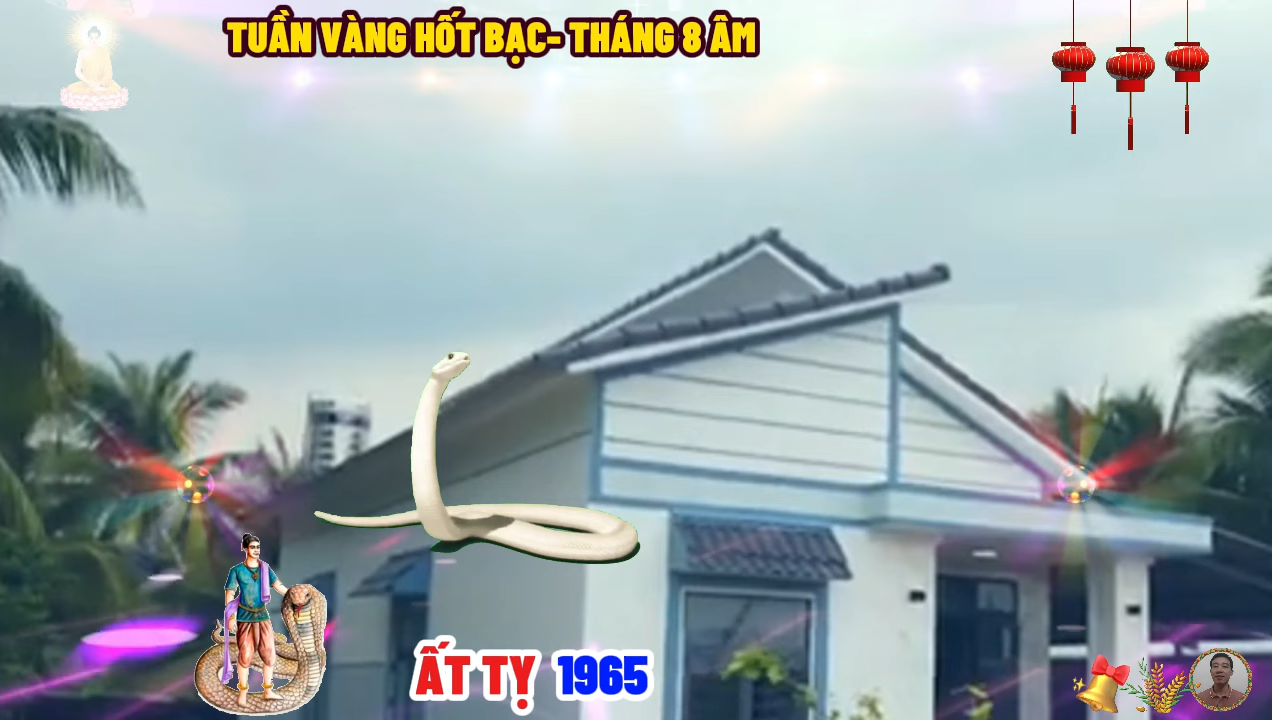 TUẦN VÀNG HỐT BẠC- THÁNG 8 ÂM
ẤT TỴ 1965